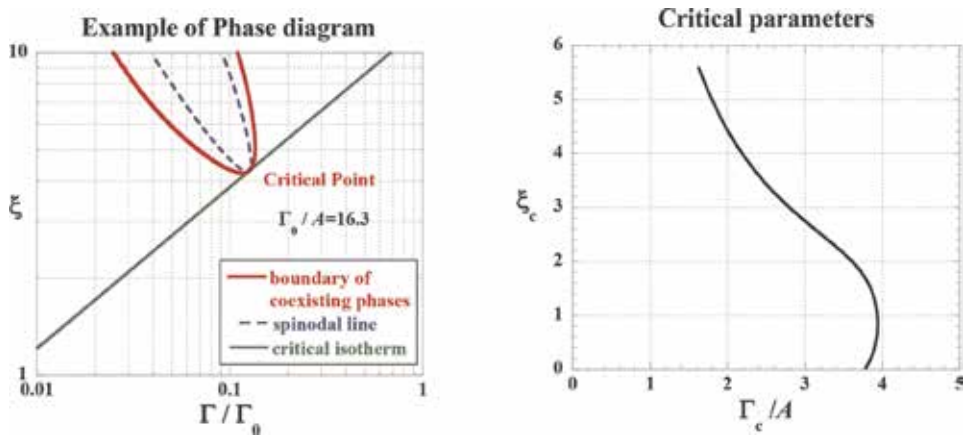 Example of Phase diagram
10
ξ
1
Critical Point
Γ₀ / A=16.3
boundary of
coexisting phases
spinodal line
critical isotherm
0.01
0.1
1
Γ / Γ₀
Critical parameters
6
5
4
3
2
1
0
ξc
0
1
2
3
4
5
Γc /A